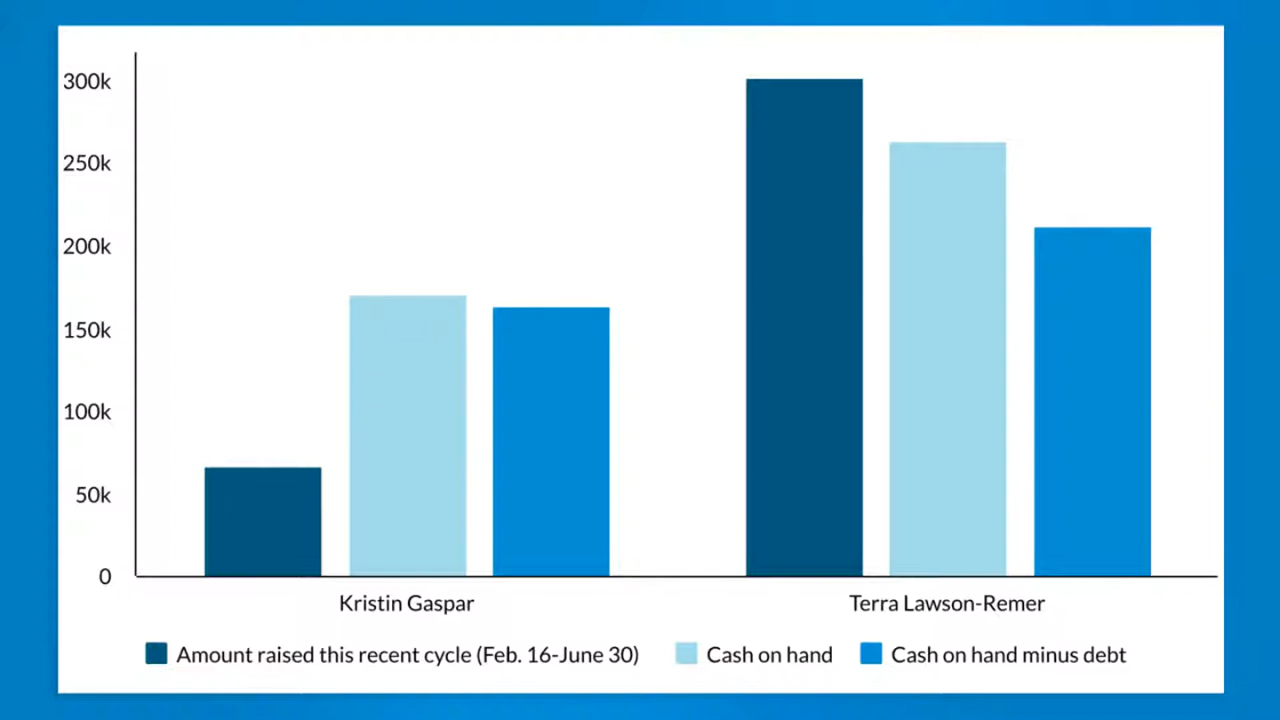 300k
250k
200k
150k
100k
50k
0
Kristin Gaspar
Terra Lawson-Remer
Amount raised this recent cycle (Feb. 16-June 30)
Cash on hand
Cash on hand minus debt